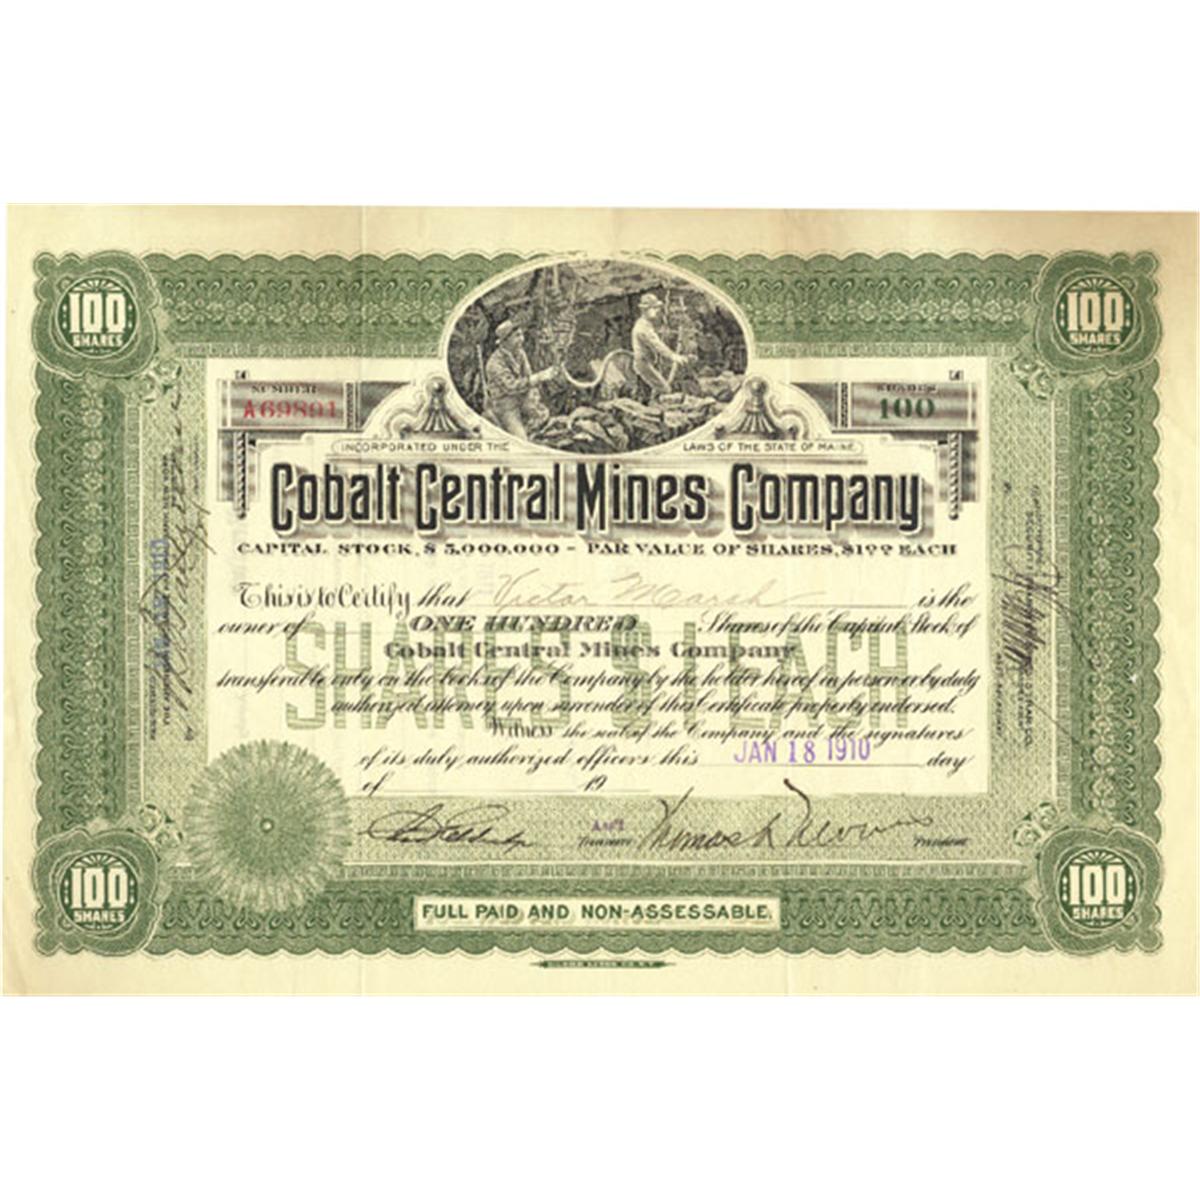 100 SHARES
100 SHARES
NUMBER
A69891
SHARES
100
INCORPORATED UNDER THE LAWS OF THE STATE OF MAINE.
Cobalt Central Mines Company
CAPITAL STOCK, $5,000,000 - PAR VALUE OF SHARES, $1⁰⁰ EACH
This is to Certify that Victor Marsh is the
owner of ONE HUNDRED Shares of the Capital Stock of
Cobalt Central Mines Company
SHARES $1 EACH
transferable only on the books of the Company by the holder hereof in person or by duly
authorized attorney upon surrender of this Certificate properly endorsed.
Witness the seal of the Company and the signatures
of its duly authorized officers this JAN 18 1910 day
of 19
Ass't
Treasurer
President
100 SHARES
FULL PAID AND NON-ASSESSABLE.
100 SHARES